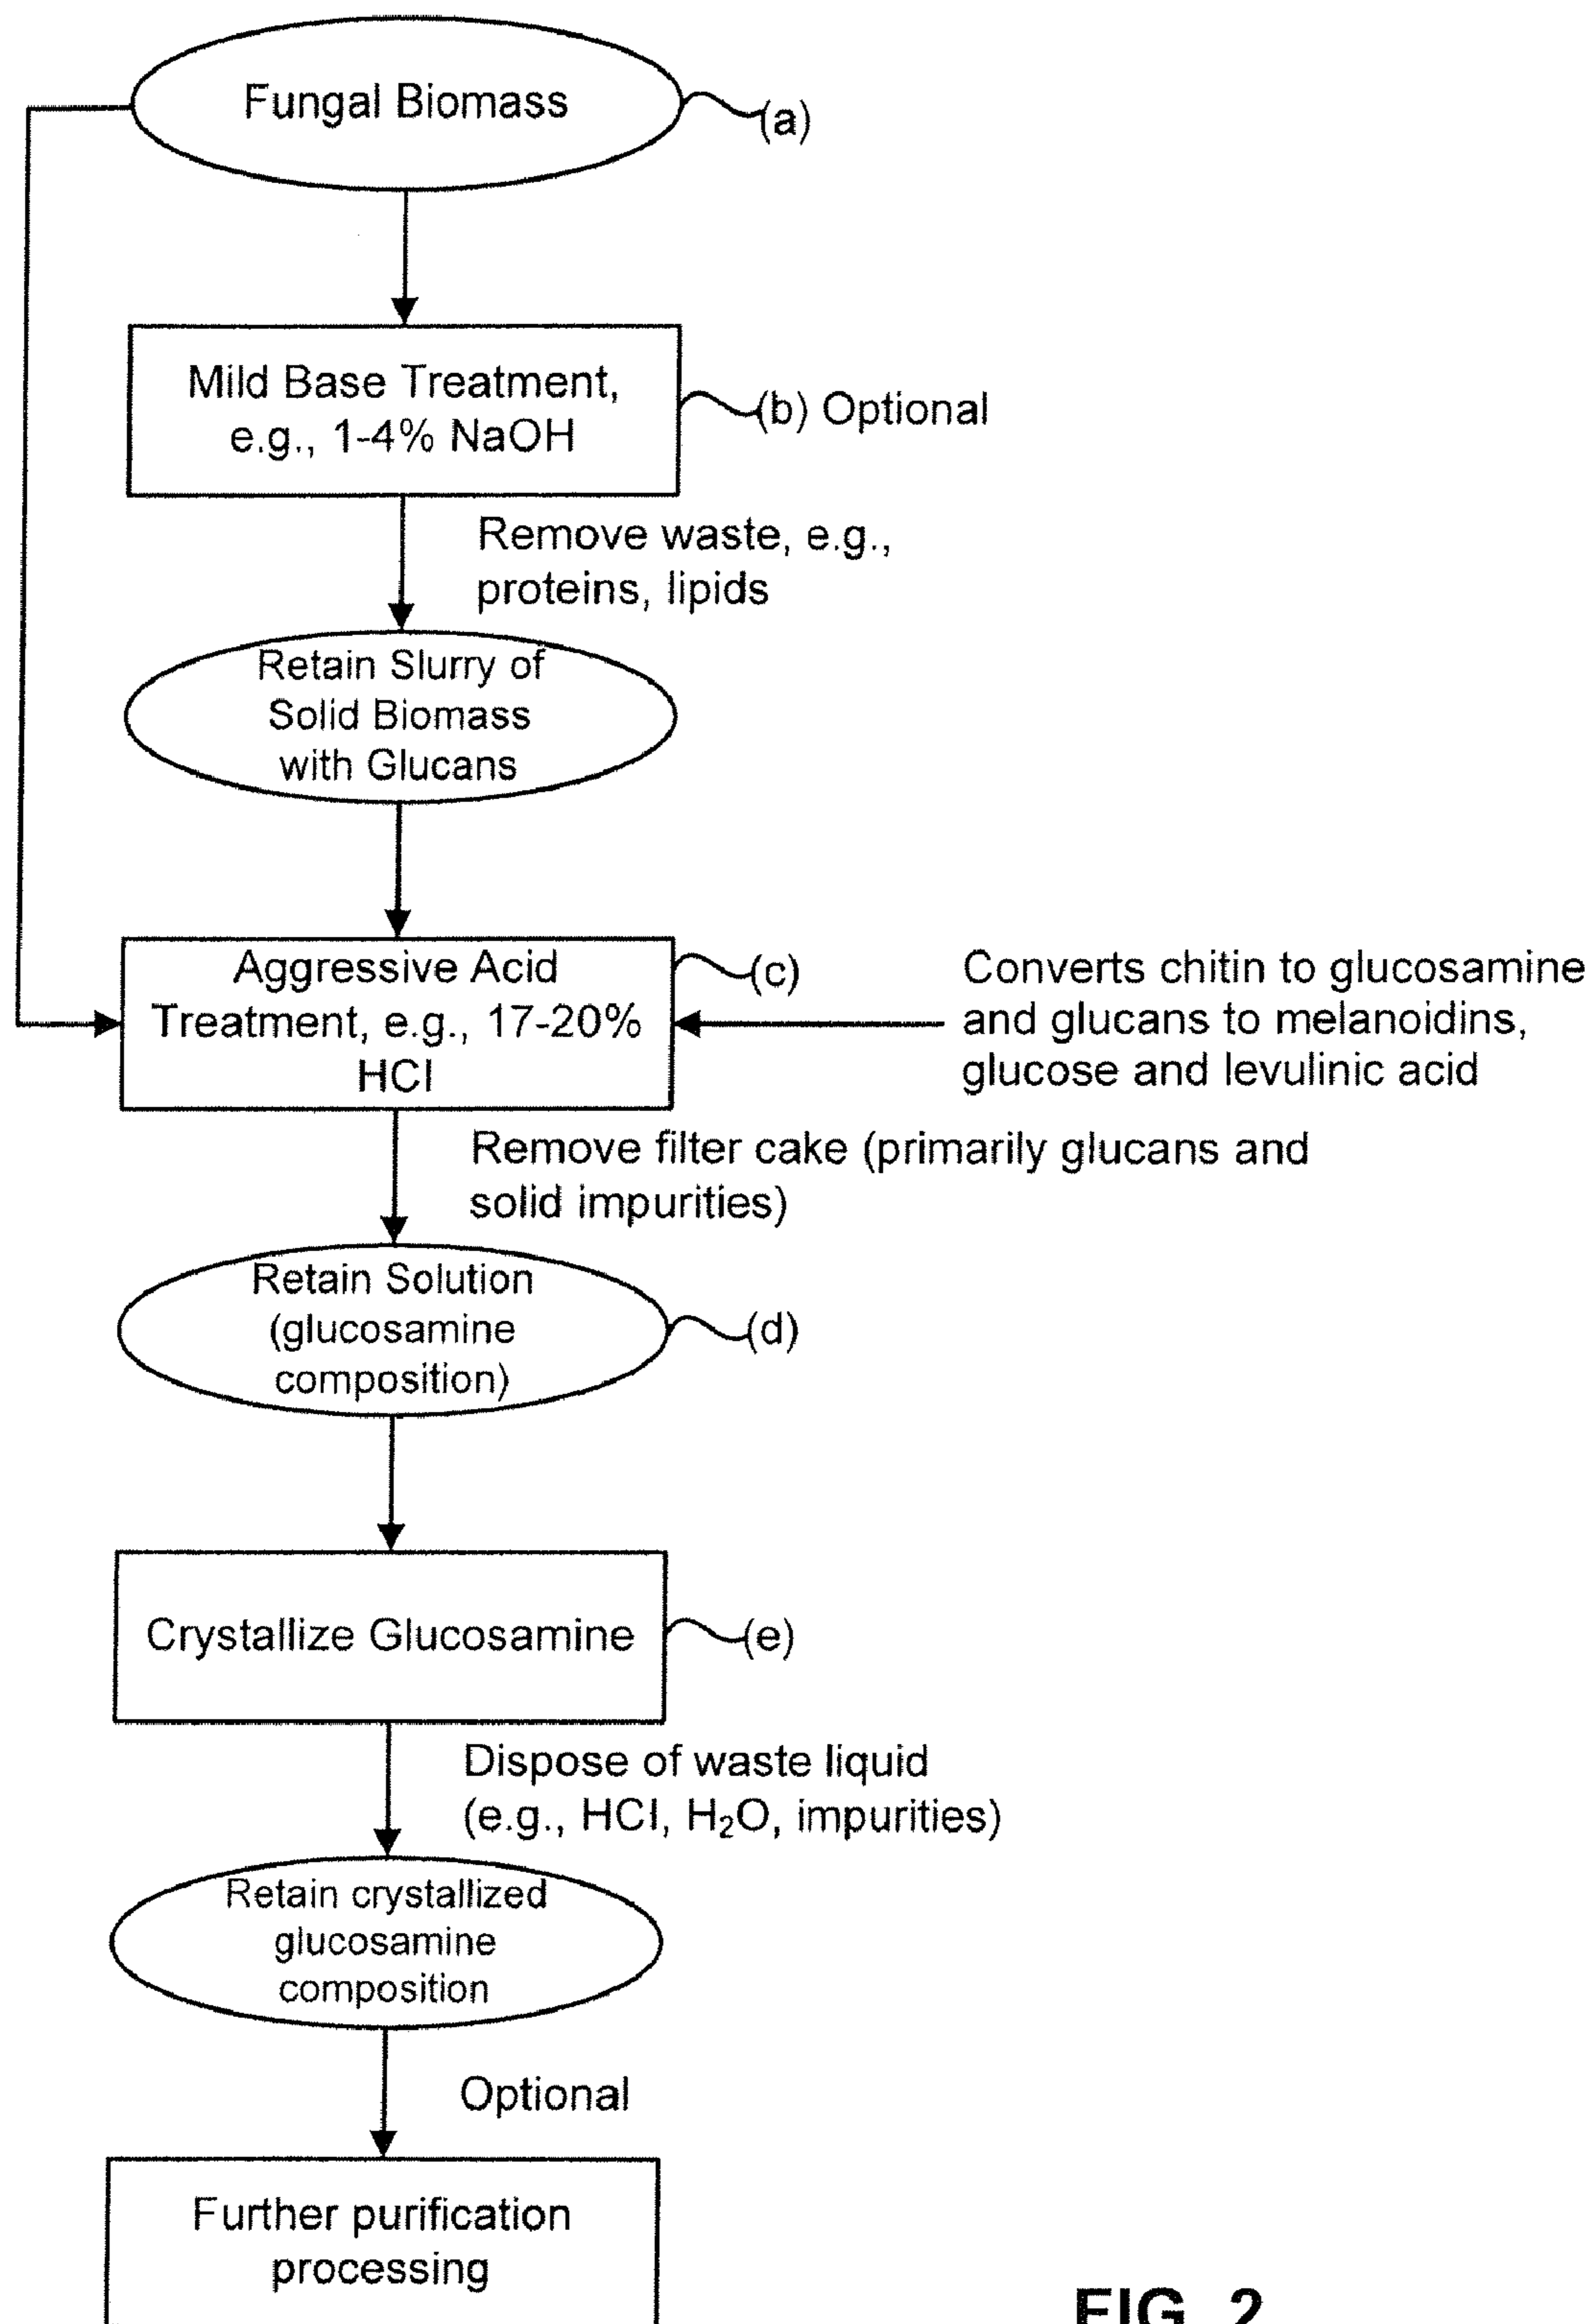 Fungal Biomass
(a)
Mild Base Treatment,
e.g., 1-4% NaOH
(b) Optional
Remove waste, e.g.,
proteins, lipids
Retain Slurry of
Solid Biomass
with Glucans
Aggressive Acid
Treatment, e.g., 17-20%
HCl
(c)
Converts chitin to glucosamine
and glucans to melanoidins,
glucose and levulinic acid
Remove filter cake (primarily glucans and
solid impurities)
Retain Solution
(glucosamine
composition)
(d)
Crystallize Glucosamine
(e)
Dispose of waste liquid
(e.g., HCl, H₂O, impurities)
Retain crystallized
glucosamine
composition
Optional
Further purification
processing
FIG. 2